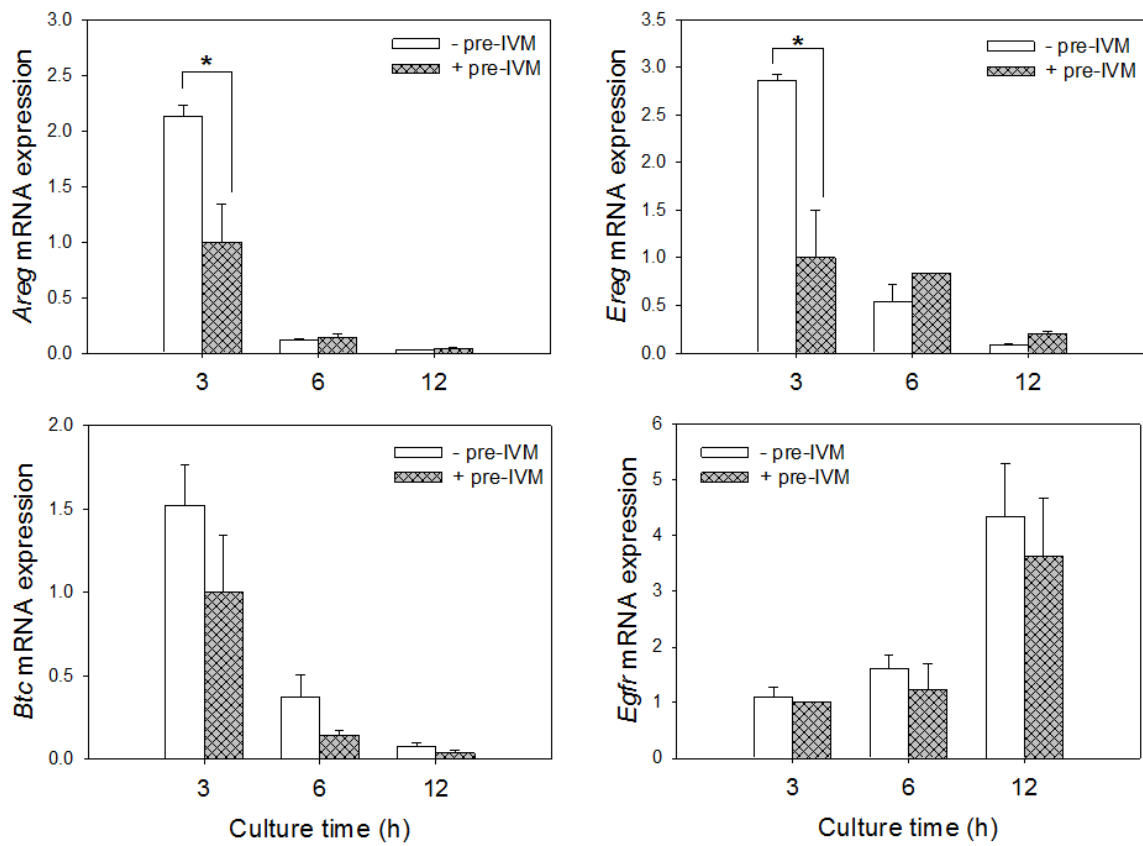 Areg mRNA expression
3.0
2.5
2.0
1.5
1.0
0.5
0.0
*
- pre-IVM
+ pre-IVM
3 6 12
Ereg mRNA expression
3.5
3.0
2.5
2.0
1.5
1.0
0.5
0.0
*
- pre-IVM
+ pre-IVM
3 6 12
Btc mRNA expression
2.0
1.5
1.0
0.5
0.0
- pre-IVM
+ pre-IVM
3 6 12
Culture time (h)
Egfr mRNA expression
6
5
4
3
2
1
0
- pre-IVM
+ pre-IVM
3 6 12
Culture time (h)